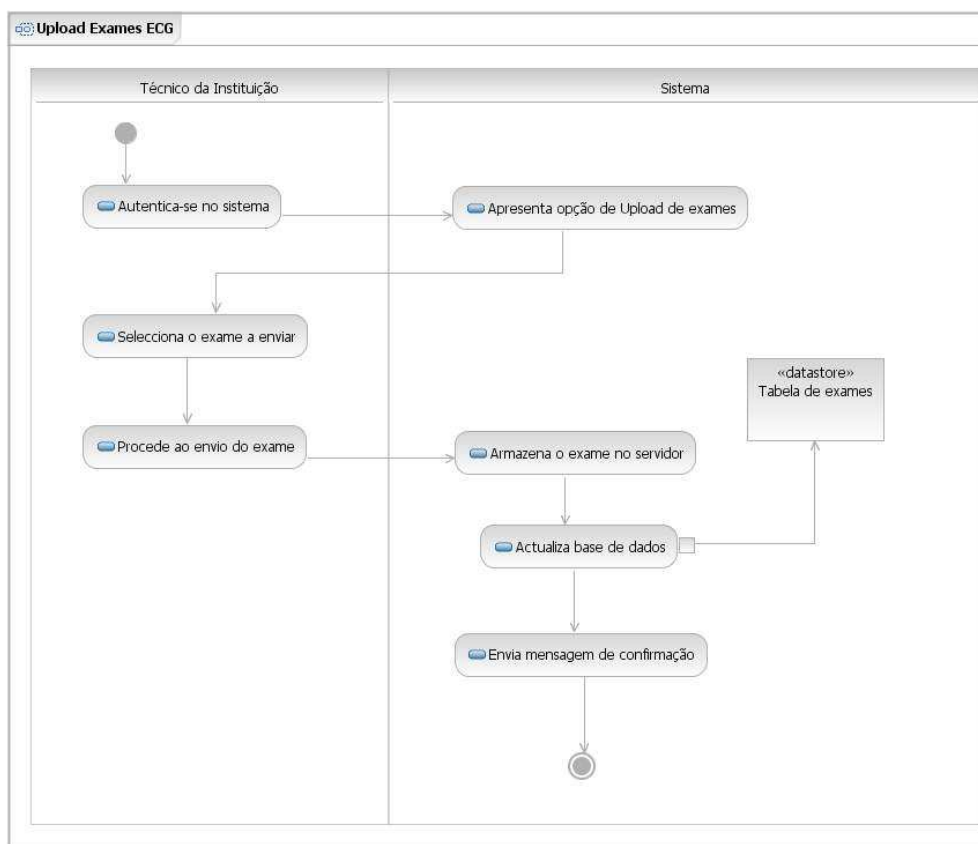 Upload Exames ECG
Técnico da Instituição
Sistema
Autentica-se no sistema
Apresenta opção de Upload de exames
Selecciona o exame a enviar
«datastore»
Tabela de exames
Procede ao envio do exame
Armazena o exame no servidor
Actualiza base de dados
Envia mensagem de confirmação